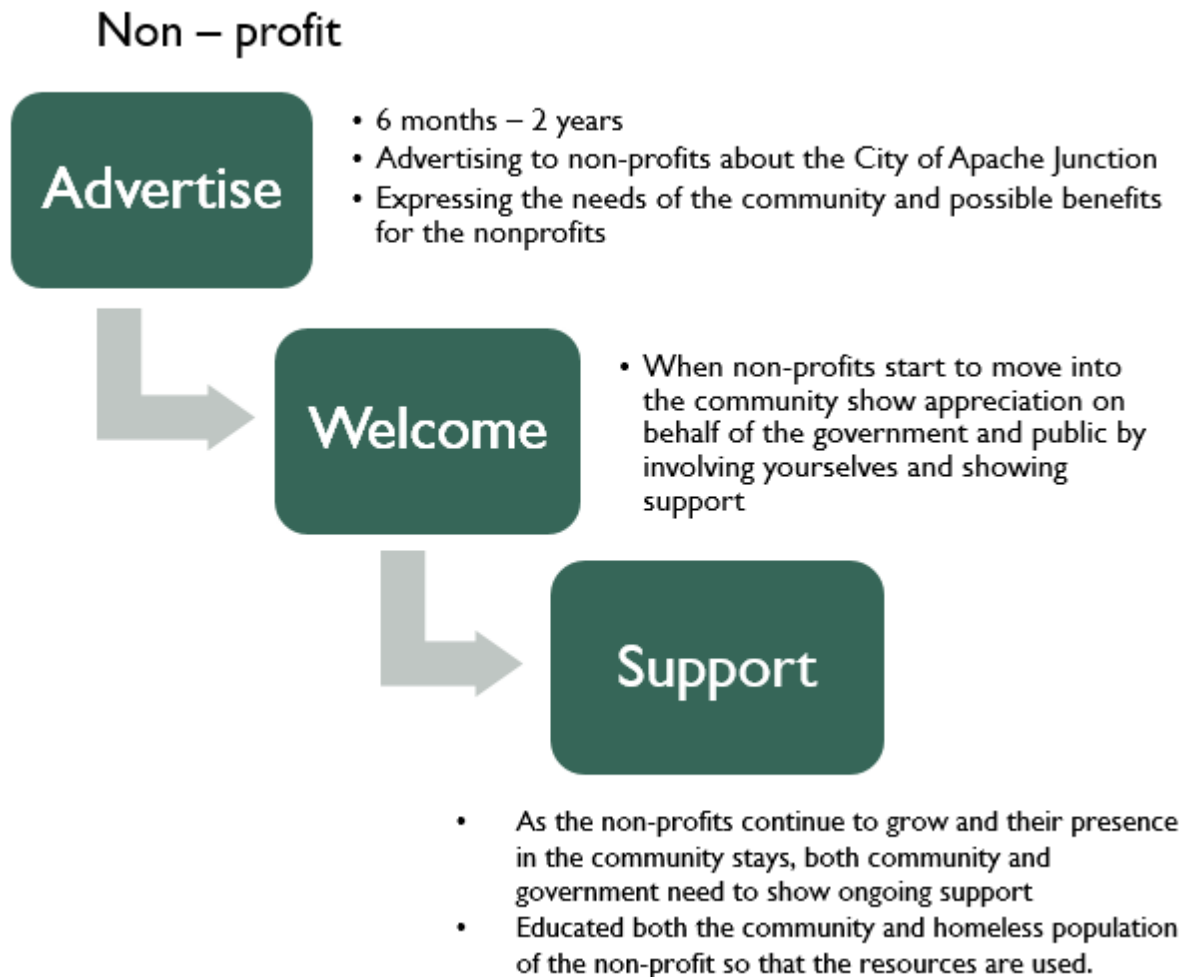 Non – profit
Advertise
• 6 months – 2 years
• Advertising to non-profits about the City of Apache Junction
• Expressing the needs of the community and possible benefits
for the nonprofits
Welcome
• When non-profits start to move into
the community show appreciation on
behalf of the government and public by
involving yourselves and showing
support
Support
• As the non-profits continue to grow and their presence
in the community stays, both community and
government need to show ongoing support
• Educated both the community and homeless population
of the non-profit so that the resources are used.